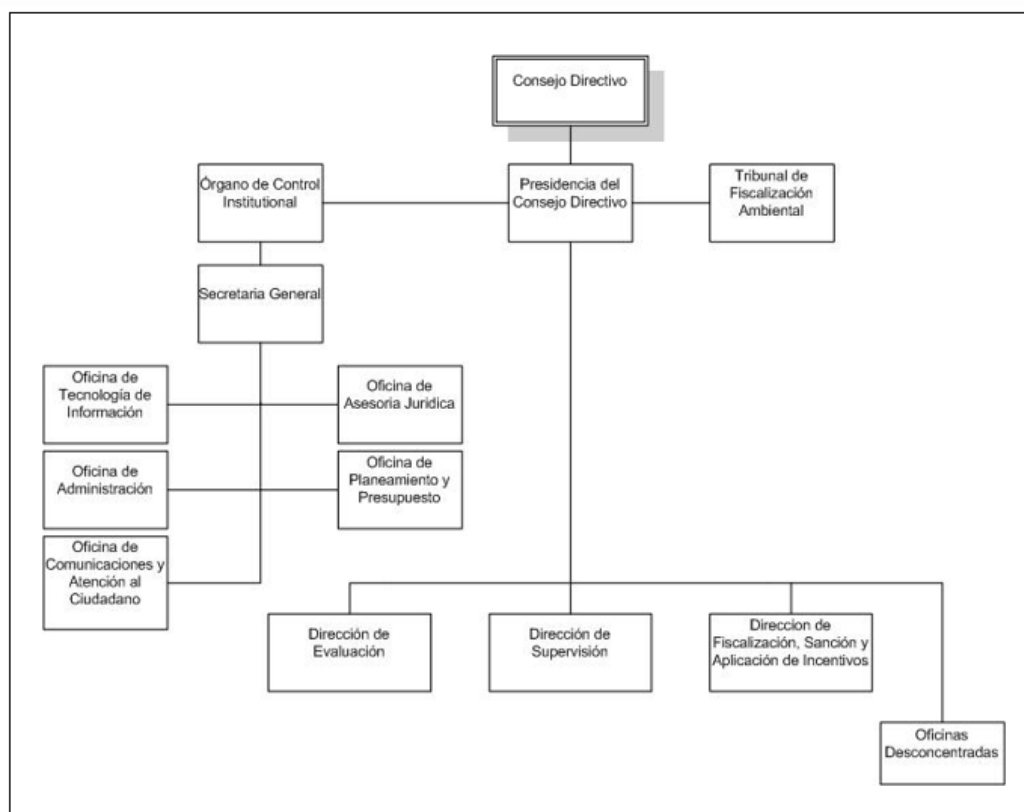 Consejo Directivo
Órgano de Control
Institutional
Presidencia del
Consejo Directivo
Tribunal de
Fiscalización
Ambiental
Secretaria General
Oficina de
Tecnología de
Información
Oficina de
Asesoria Juridica
Oficina de
Administración
Oficina de
Planeamiento y
Presupuesto
Oficina de
Comunicaciones y
Atención al
Ciudadano
Dirección de
Evaluación
Dirección de
Supervisión
Direccion de
Fiscalización, Sanción y
Aplicación de Incentivos
Oficinas
Desconcentradas